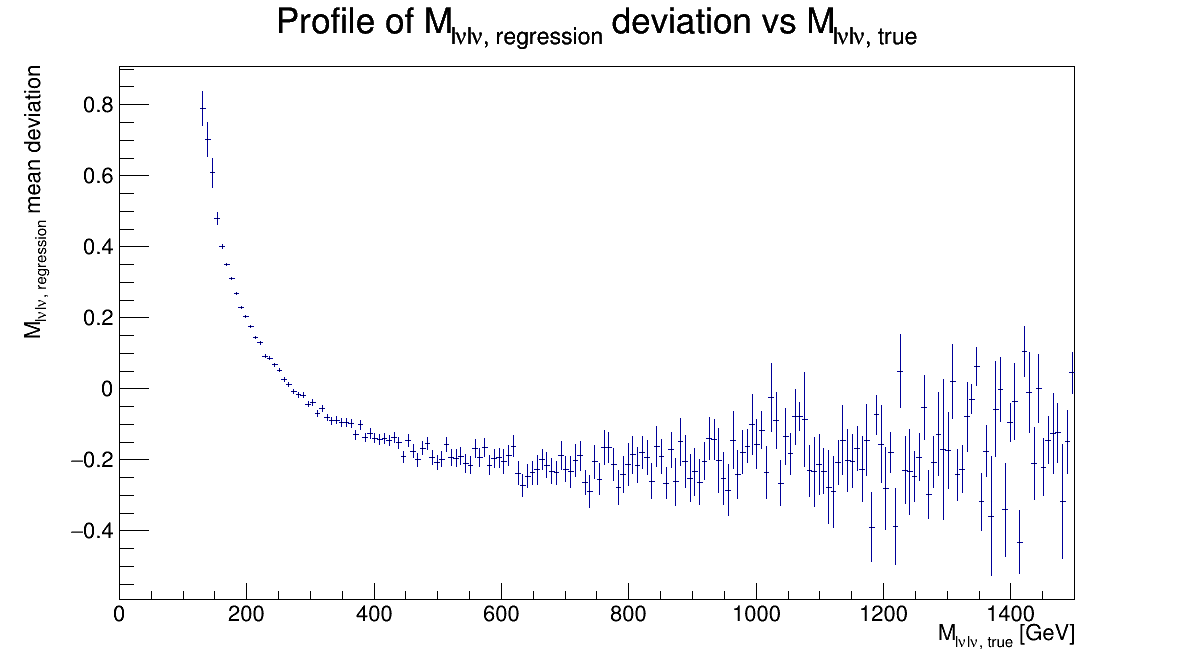 Profile of M_lνlν, regression deviation vs M_lνlν, true
M_lνlν, regression mean deviation
0.8
0.6
0.4
0.2
0
−0.2
−0.4
0 200 400 600 800 1000 1200 1400
M_lνlν, true [GeV]